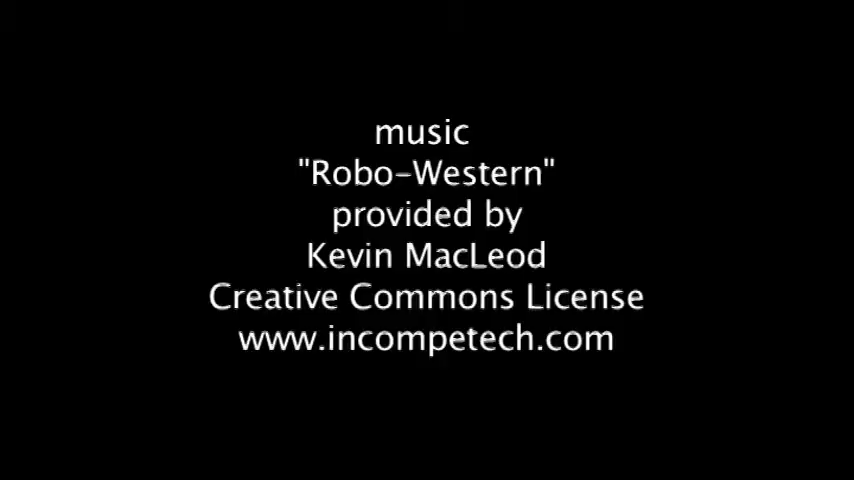 music
"Robo-Western"
provided by
Kevin MacLeod
Creative Commons License
www.incompetech.com